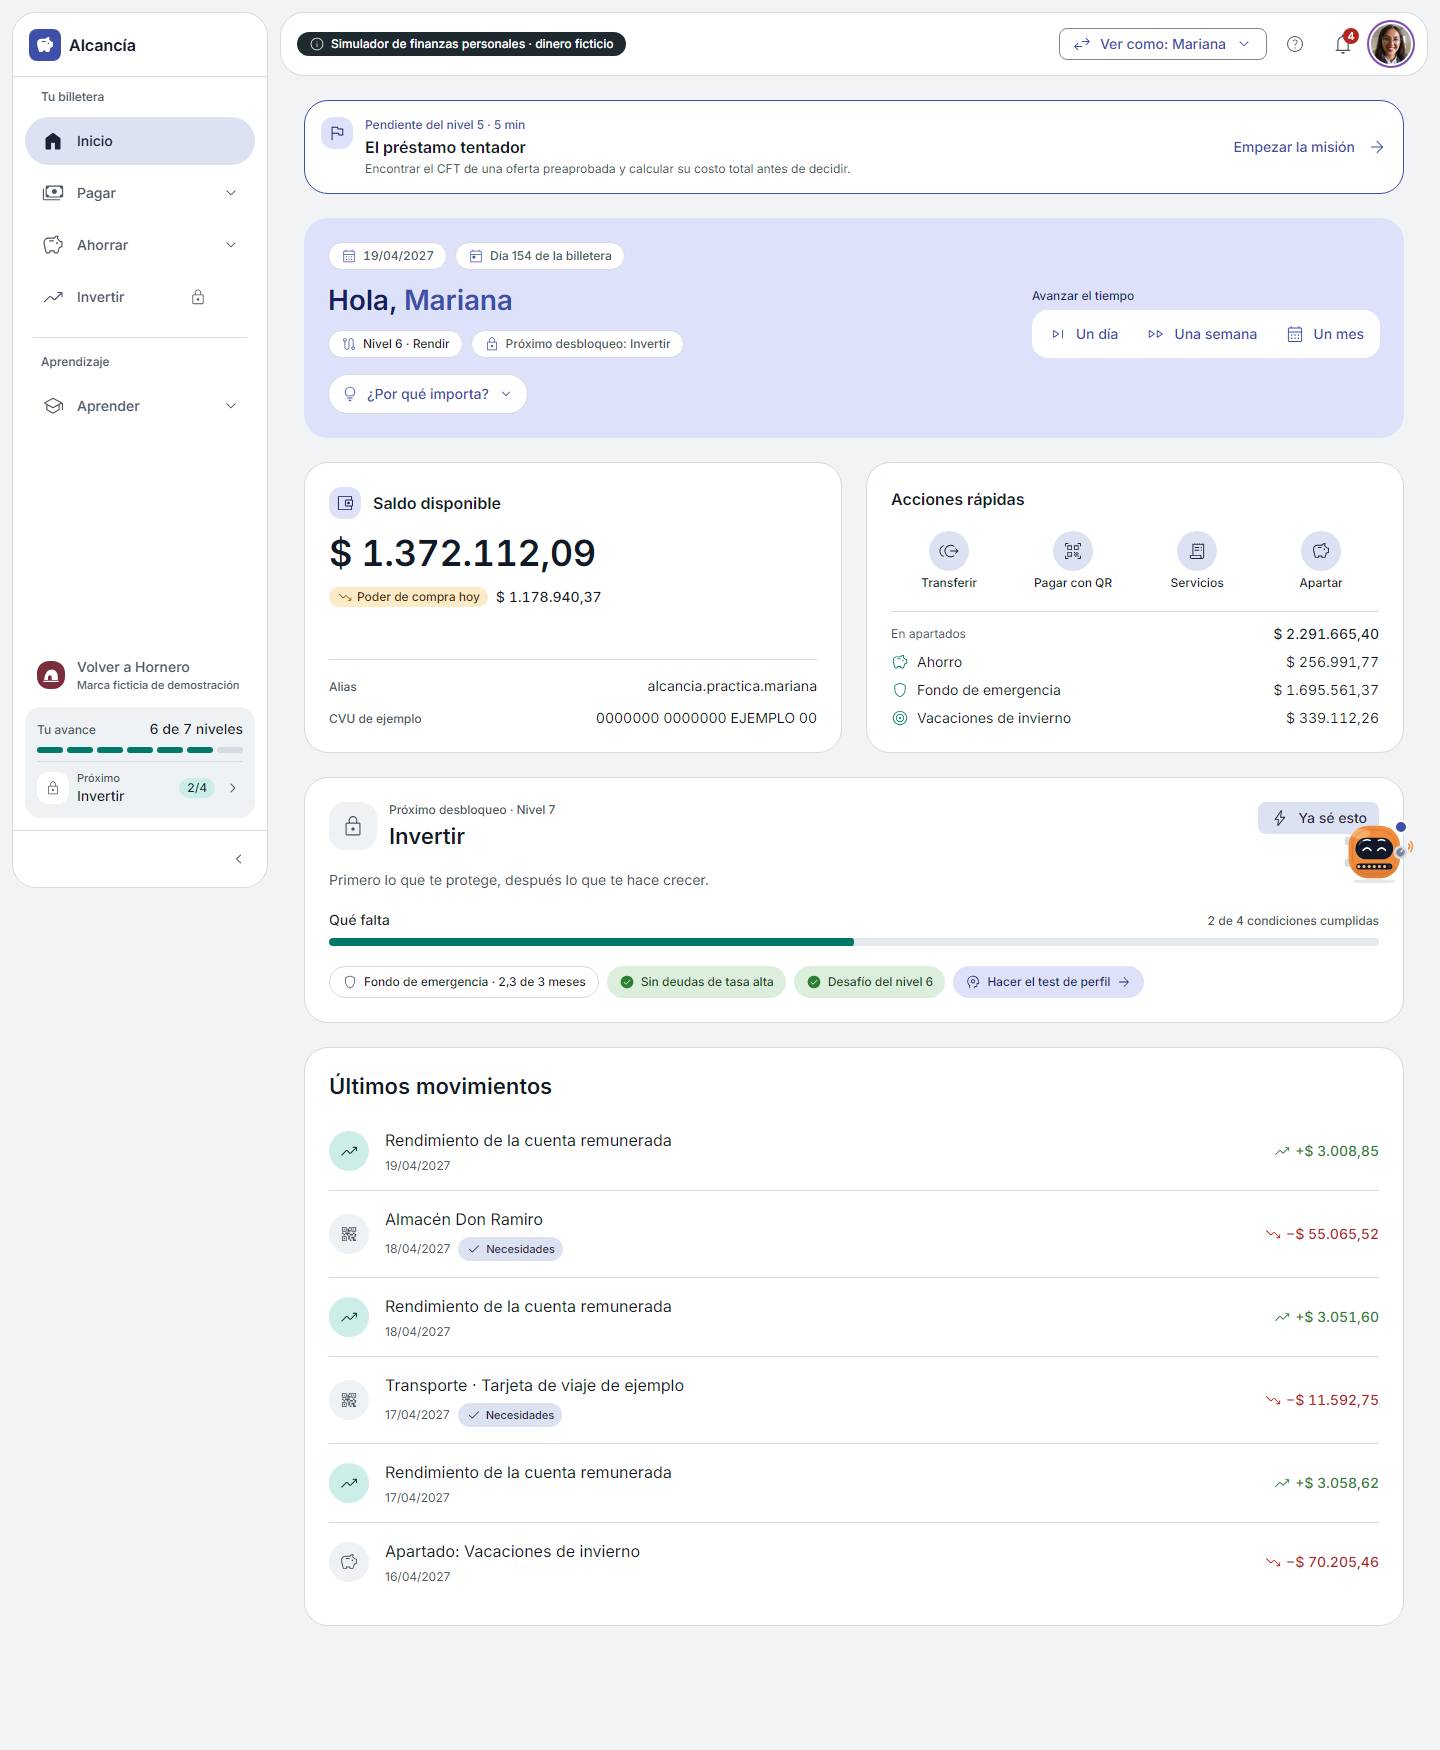 Alcancía
Tu billetera
Inicio
Pagar
Ahorrar
Invertir
Aprendizaje
Aprender
Volver a Hornero
Marca ficticia de demostración
Tu avance
6 de 7 niveles
Próximo
Invertir
2/4
Simulador de finanzas personales · dinero ficticio
Ver como: Mariana
4
Pendiente del nivel 5 · 5 min
El préstamo tentador
Encontrar el CFT de una oferta preaprobada y calcular su costo total antes de decidir.
Empezar la misión
19/04/2027
Día 154 de la billetera
Hola, Mariana
Nivel 6 · Rendir
Próximo desbloqueo: Invertir
¿Por qué importa?
Avanzar el tiempo
Un día
Una semana
Un mes
Saldo disponible
$ 1.372.112,09
Poder de compra hoy
$ 1.178.940,37
Alias
alcancia.practica.mariana
CVU de ejemplo
0000000 0000000 EJEMPLO 00
Acciones rápidas
Transferir
Pagar con QR
Servicios
Apartar
En apartados
$ 2.291.665,40
Ahorro
$ 256.991,77
Fondo de emergencia
$ 1.695.561,37
Vacaciones de invierno
$ 339.112,26
Próximo desbloqueo · Nivel 7
Invertir
Ya sé esto
Primero lo que te protege, después lo que te hace crecer.
Qué falta
2 de 4 condiciones cumplidas
Fondo de emergencia · 2,3 de 3 meses
Sin deudas de tasa alta
Desafío del nivel 6
Hacer el test de perfil
Últimos movimientos
Rendimiento de la cuenta remunerada
19/04/2027
+$ 3.008,85
Almacén Don Ramiro
18/04/2027
Necesidades
−$ 55.065,52
Rendimiento de la cuenta remunerada
18/04/2027
+$ 3.051,60
Transporte · Tarjeta de viaje de ejemplo
17/04/2027
Necesidades
−$ 11.592,75
Rendimiento de la cuenta remunerada
17/04/2027
+$ 3.058,62
Apartado: Vacaciones de invierno
16/04/2027
−$ 70.205,46